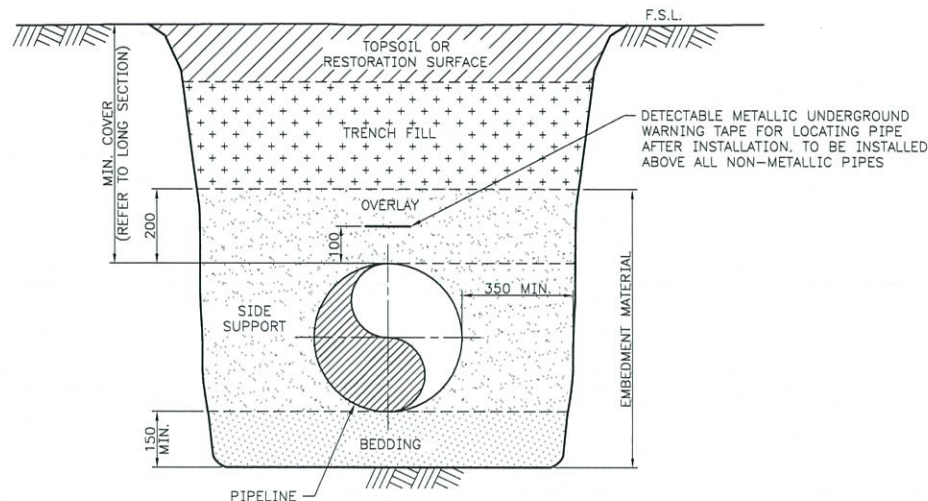 F.S.L.
TOPSOIL OR
RESTORATION SURFACE
MIN. COVER
(REFER TO LONG SECTION)
TRENCH FILL
DETECTABLE METALLIC UNDERGROUND
WARNING TAPE FOR LOCATING PIPE
AFTER INSTALLATION. TO BE INSTALLED
ABOVE ALL NON-METALLIC PIPES
OVERLAY
200
100
350 MIN.
SIDE
SUPPORT
EMBEDMENT MATERIAL
150
MIN.
BEDDING
PIPELINE